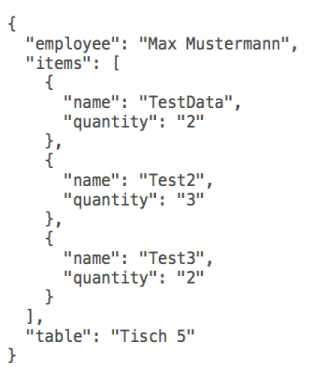 {
  "employee": "Max Mustermann",
  "items": [
    {
      "name": "TestData",
      "quantity": "2"
    },
    {
      "name": "Test2",
      "quantity": "3"
    },
    {
      "name": "Test3",
      "quantity": "2"
    }
  ],
  "table": "Tisch 5"
}